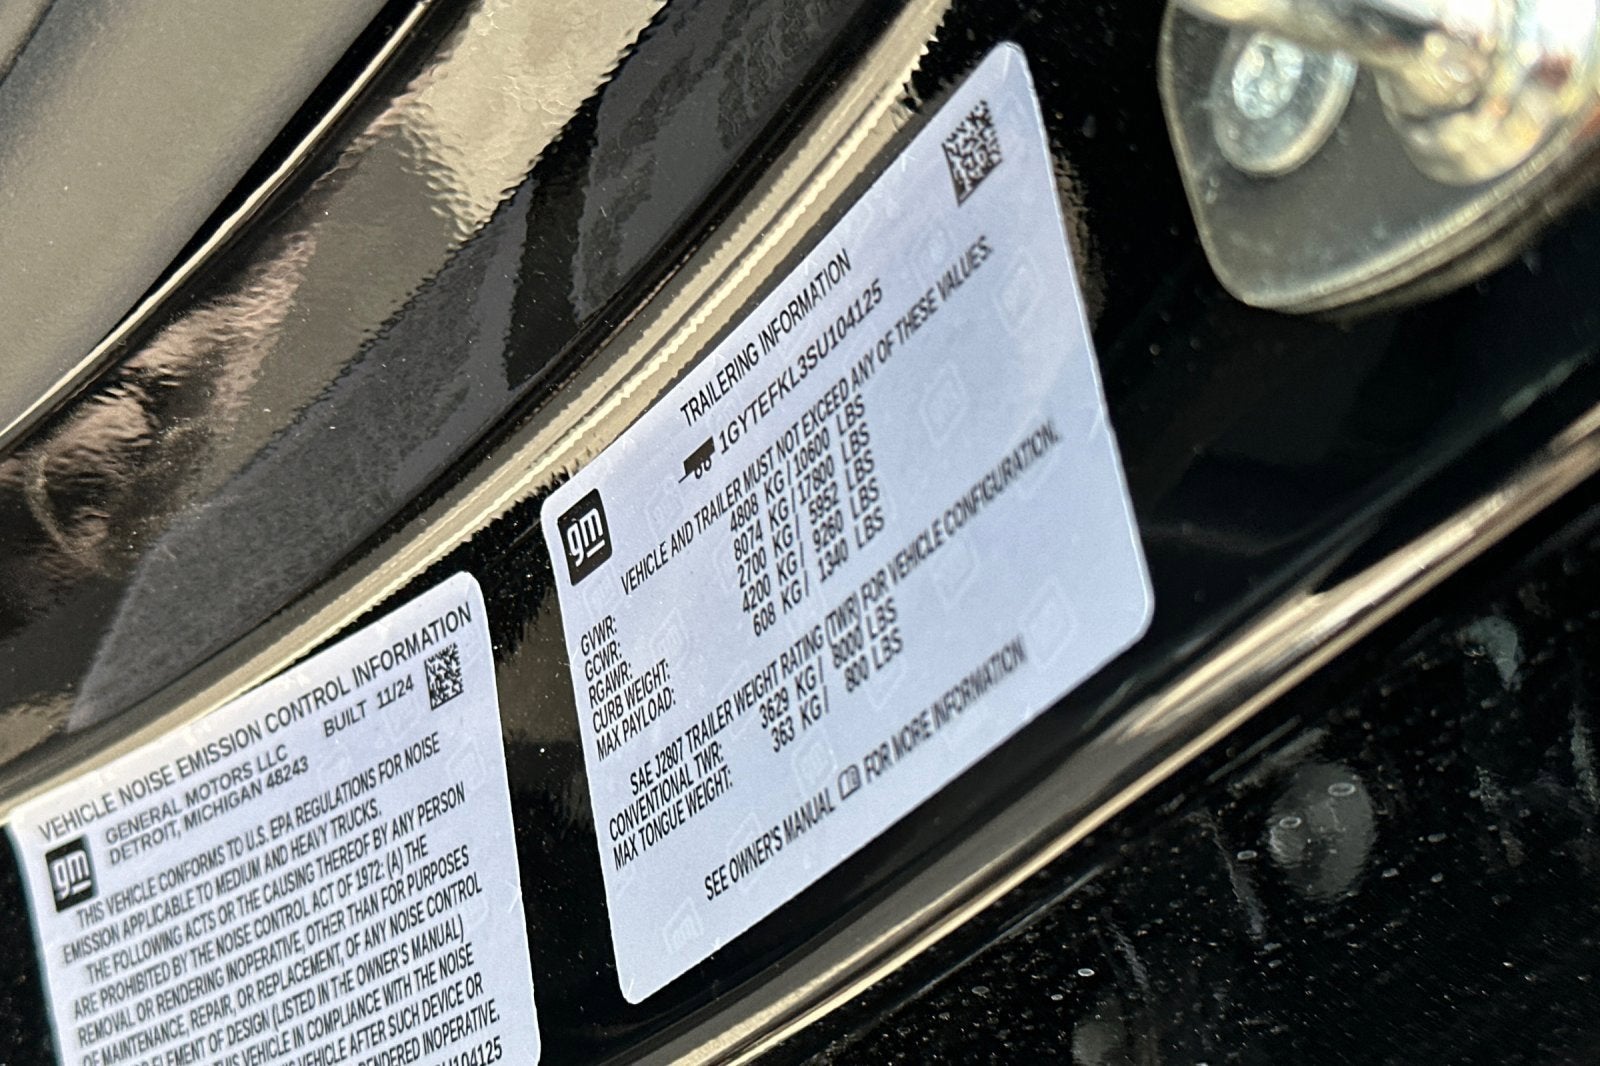 gm
TRAILERING INFORMATION
1GYTEFKL3SU104125
VEHICLE AND TRAILER MUST NOT EXCEED ANY OF THESE VALUES.
GVWR: 4808 KG/10600 LBS
GCWR: 8074 KG/17800 LBS
RGAWR: 2700 KG/ 5952 LBS
CURB WEIGHT: 4200 KG/ 9260 LBS
MAX PAYLOAD: 608 KG/ 1340 LBS
SAE J2807 TRAILER WEIGHT RATING (TWR) FOR VEHICLE CONFIGURATION.
CONVENTIONAL TWR: 3629 KG/ 8000 LBS
MAX TONGUE WEIGHT: 363 KG/ 800 LBS
SEE OWNER'S MANUAL FOR MORE INFORMATION
VEHICLE NOISE EMISSION CONTROL INFORMATION
gm
GENERAL MOTORS LLC BUILT 11/24
DETROIT, MICHIGAN 48243
THIS VEHICLE CONFORMS TO U.S. EPA REGULATIONS FOR NOISE
EMISSION APPLICABLE TO MEDIUM AND HEAVY TRUCKS.
THE FOLLOWING ACTS OR THE CAUSING THEREOF BY ANY PERSON
ARE PROHIBITED BY THE NOISE CONTROL ACT OF 1972: (A) THE
REMOVAL OR RENDERING INOPERATIVE, OTHER THAN FOR PURPOSES
OF MAINTENANCE, REPAIR, OR REPLACEMENT, OF ANY NOISE CONTROL
OR ELEMENT OF DESIGN (LISTED IN THE OWNER'S MANUAL)
THIS VEHICLE IN COMPLIANCE WITH THE NOISE
VEHICLE AFTER SUCH DEVICE OR
RENDERED INOPERATIVE.
U104125